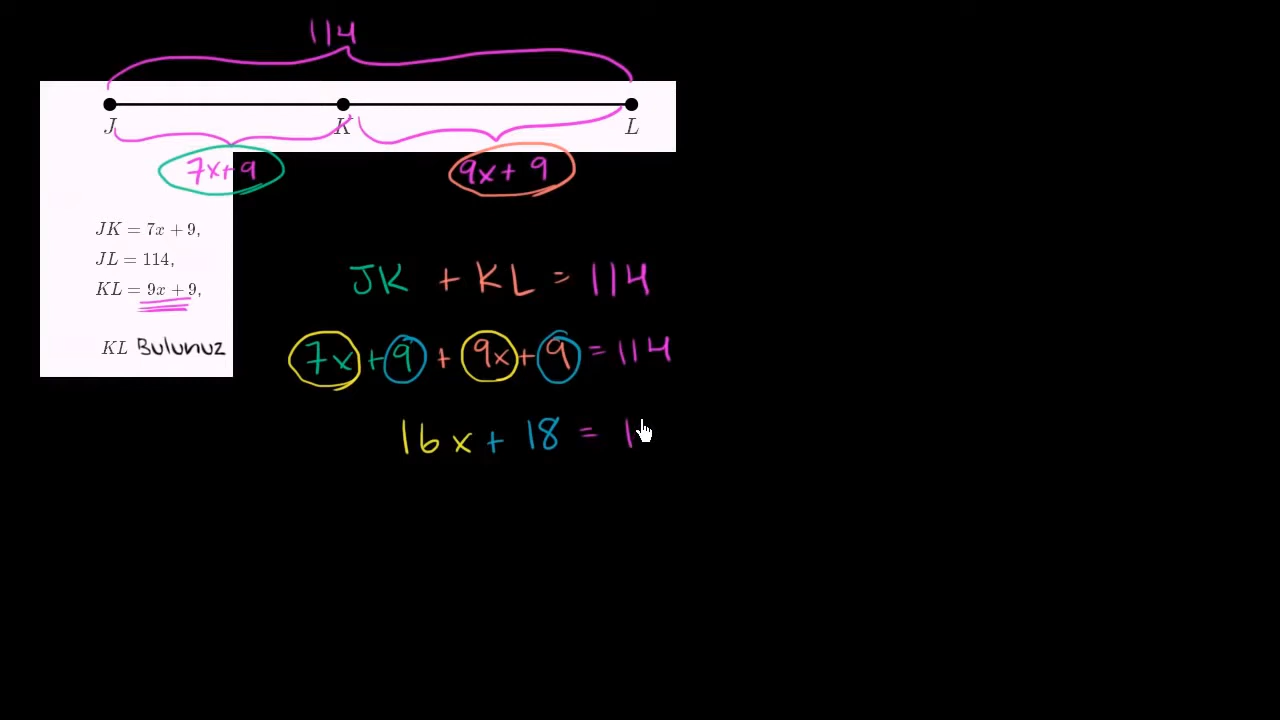 114
J K L
7x+9 9x+9
JK = 7x + 9,
JL = 114,
KL = 9x + 9,
KL Bulunuz
JK + KL = 114
7x + 9 + 9x + 9 = 114
16x + 18 = 1